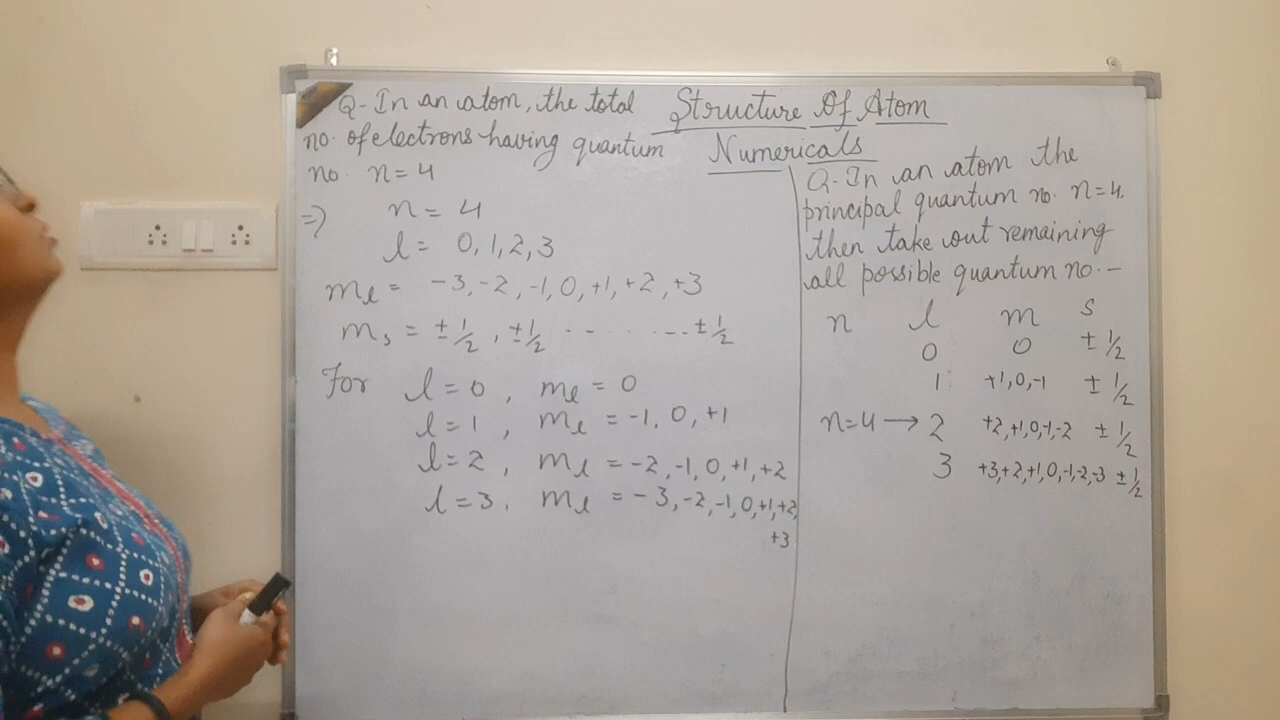 Structure Of Atom
Numericals
Q- In an atom, the total
no. of electrons having quantum
no. n=4
=) n = 4
l = 0, 1, 2, 3
ml = -3, -2, -1, 0, +1, +2, +3
ms = ± 1/2, ± 1/2 ........ ± 1/2
For l = 0, ml = 0
l = 1, ml = -1, 0, +1
l = 2, ml = -2, -1, 0, +1, +2
l = 3, ml = -3, -2, -1, 0, +1, +2,
+3
Q- In an atom the
principal quantum no. n=4.
then take out remaining
all possible quantum no. -
n l m s
0 0 ± 1/2
1 +1, 0, -1 ± 1/2
n=4 → 2 +2, +1, 0, -1, -2 ± 1/2
3 +3, +2, +1, 0, -1, -2, -3 ± 1/2